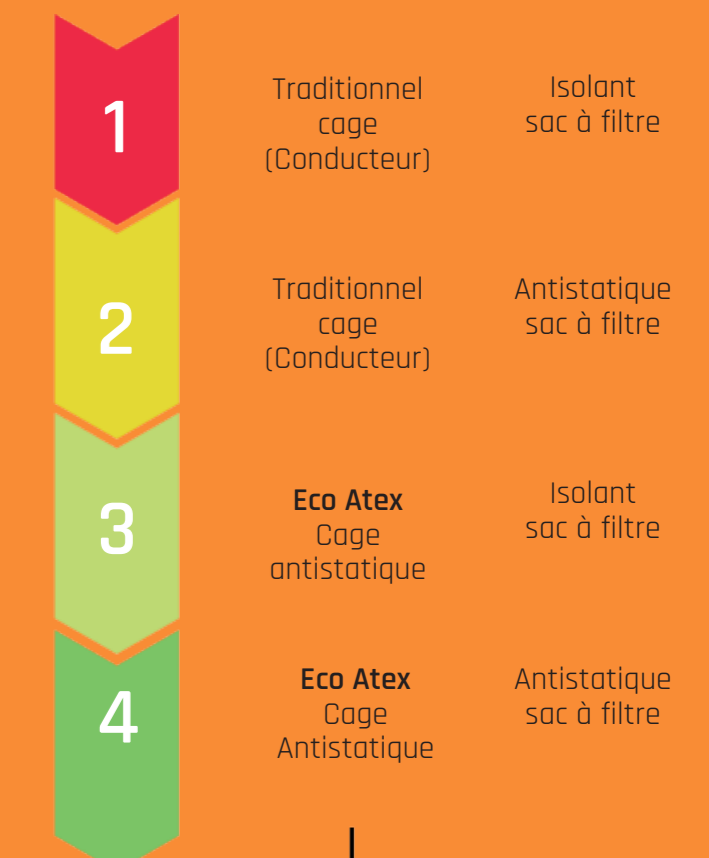 1
Traditionnel
cage
(Conducteur)
Isolant
sac à filtre
2
Traditionnel
cage
(Conducteur)
Antistatique
sac à filtre
3
Eco Atex
Cage
antistatique
Isolant
sac à filtre
4
Eco Atex
Cage
Antistatique
Antistatique
sac à filtre